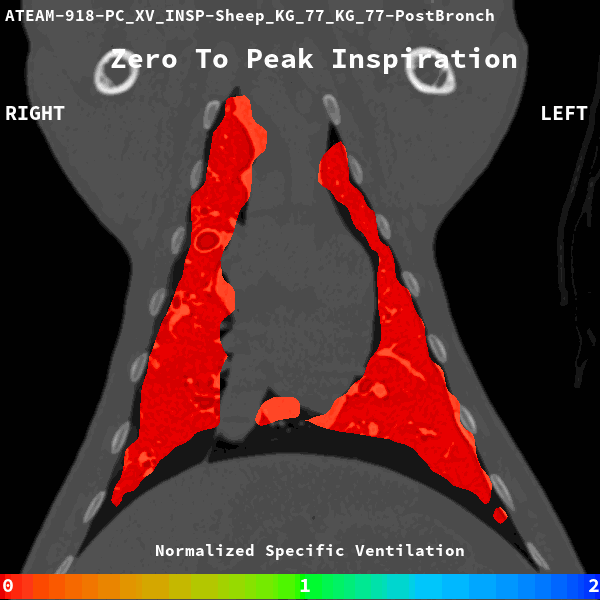 ATEAM-918-PC_XV_INSP-Sheep_KG_77_KG_77-PostBronch
Zero To Peak Inspiration
RIGHT
LEFT
Normalized Specific Ventilation
0
1
2